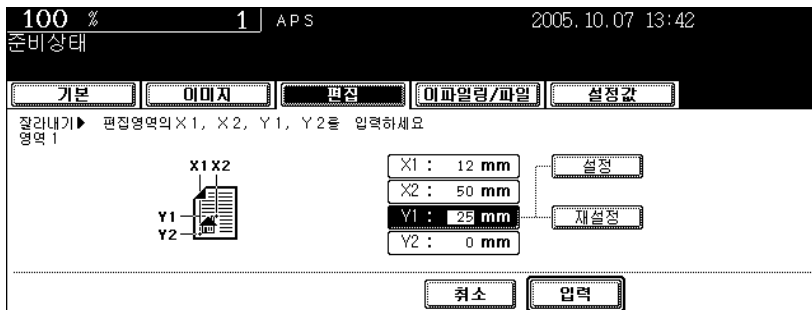 100 % 1 APS 2005.10.07 13:42
준비상태
기본 이미지 편집 이파일링/파일 설정값
잘라내기▶ 편집영역의X1, X2, Y1, Y2를 입력하세요
영역 1
X1 X2
Y1
Y2
X1 : 12 mm
X2 : 50 mm
Y1 : 25 mm
Y2 : 0 mm
설정
재설정
취소 입력